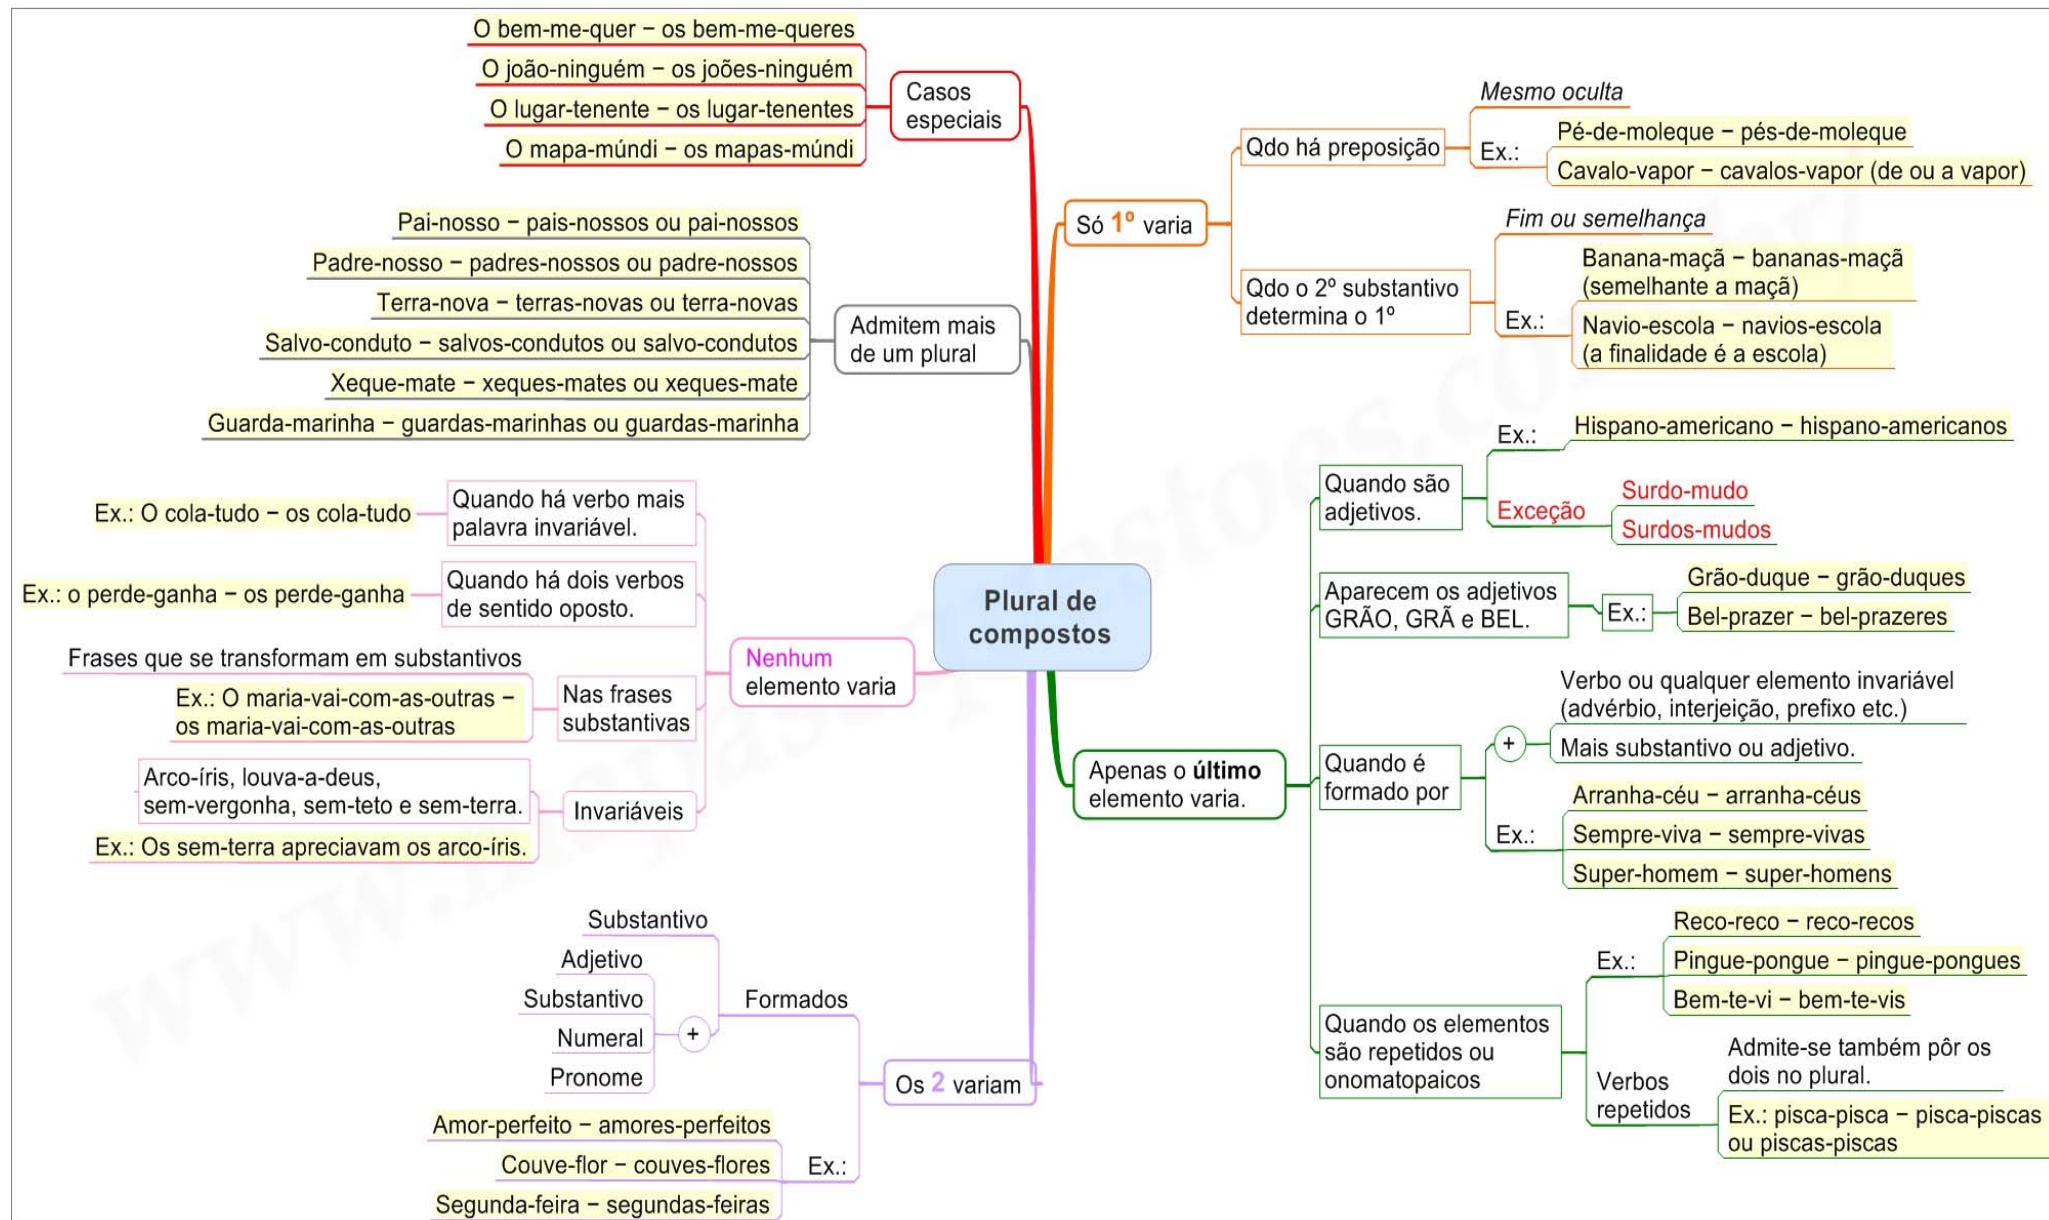 Plural de
compostos
Casos
especiais
O bem-me-quer – os bem-me-queres
O joão-ninguém – os joões-ninguém
O lugar-tenente – os lugar-tenentes
O mapa-múndi – os mapas-múndi
Admitem mais
de um plural
Pai-nosso – pais-nossos ou pai-nossos
Padre-nosso – padres-nossos ou padre-nossos
Terra-nova – terras-novas ou terra-novas
Salvo-conduto – salvos-condutos ou salvo-condutos
Xeque-mate – xeques-mates ou xeques-mate
Guarda-marinha – guardas-marinhas ou guardas-marinha
Nenhum
elemento varia
Quando há verbo mais
palavra invariável.
Ex.: O cola-tudo – os cola-tudo
Quando há dois verbos
de sentido oposto.
Ex.: o perde-ganha – os perde-ganha
Nas frases
substantivas
Frases que se transformam em substantivos
Ex.: O maria-vai-com-as-outras –
os maria-vai-com-as-outras
Invariáveis
Arco-íris, louva-a-deus,
sem-vergonha, sem-teto e sem-terra.
Ex.: Os sem-terra apreciavam os arco-íris.
Os 2 variam
Formados
Substantivo
+
Adjetivo
Substantivo
Numeral
Pronome
Ex.:
Amor-perfeito – amores-perfeitos
Couve-flor – couves-flores
Segunda-feira – segundas-feiras
Só 1º varia
Qdo há preposição
Mesmo oculta
Ex.:
Pé-de-moleque – pés-de-moleque
Cavalo-vapor – cavalos-vapor (de ou a vapor)
Qdo o 2º substantivo
determina o 1º
Fim ou semelhança
Ex.:
Banana-maçã – bananas-maçã
(semelhante a maçã)
Navio-escola – navios-escola
(a finalidade é a escola)
Apenas o último
elemento varia.
Quando são
adjetivos.
Ex.:
Hispano-americano – hispano-americanos
Exceção
Surdo-mudo
Surdos-mudos
Aparecem os adjetivos
GRÃO, GRÃ e BEL.
Ex.:
Grão-duque – grão-duques
Bel-prazer – bel-prazeres
Quando é
formado por
+
Verbo ou qualquer elemento invariável
(advérbio, interjeição, prefixo etc.)
Mais substantivo ou adjetivo.
Ex.:
Arranha-céu – arranha-céus
Sempre-viva – sempre-vivas
Super-homem – super-homens
Quando os elementos
são repetidos ou
onomatopaicos
Ex.:
Reco-reco – reco-recos
Pingue-pongue – pingue-pongues
Bem-te-vi – bem-te-vis
Verbos
repetidos
Admite-se também pôr os
dois no plural.
Ex.: pisca-pisca – pisca-piscas
ou piscas-piscas